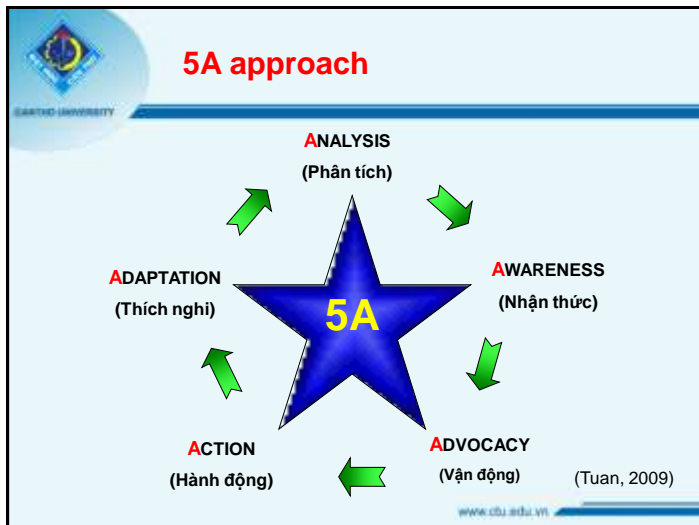 5A approach
CANTHO UNIVERSITY
ANALYSIS
(Phân tích)
ADAPTATION
(Thích nghi)
AWARENESS
(Nhận thức)
5A
ACTION
(Hành động)
ADVOCACY
(Vận động)
(Tuan, 2009)
www.ctu.edu.vn